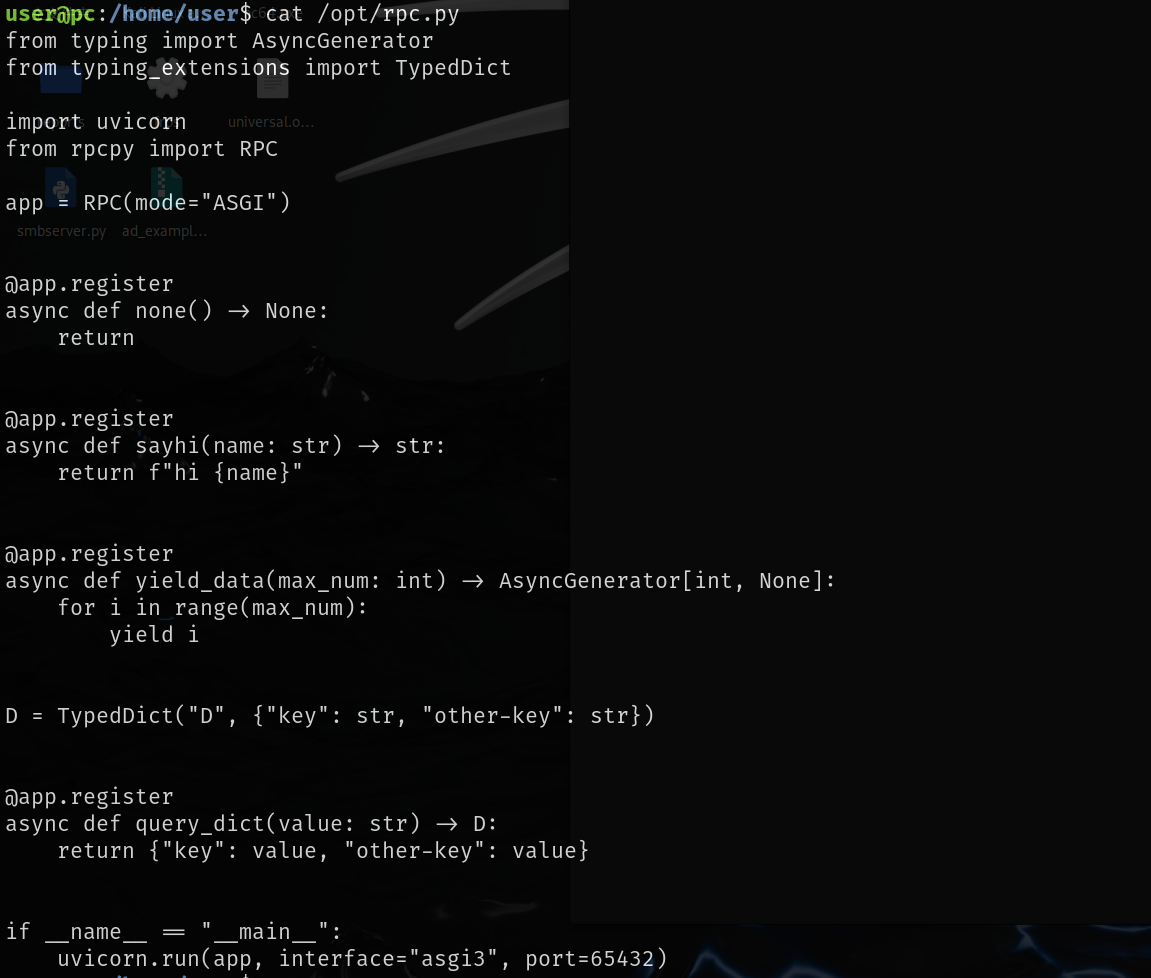 user@pc:/home/user$ cat /opt/rpc.py
from typing import AsyncGenerator
from typing_extensions import TypedDict
import uvicorn
universal.o...
from rpcpy import RPC
app = RPC(mode="ASGI")
smbserver.py ad_exampl...
@app.register
async def none() -> None:
    return
@app.register
async def sayhi(name: str) -> str:
    return f"hi {name}"
@app.register
async def yield_data(max_num: int) -> AsyncGenerator[int, None]:
    for i in range(max_num):
        yield i
D = TypedDict("D", {"key": str, "other-key": str})
@app.register
async def query_dict(value: str) -> D:
    return {"key": value, "other-key": value}
if __name__ == "__main__":
    uvicorn.run(app, interface="asgi3", port=65432)